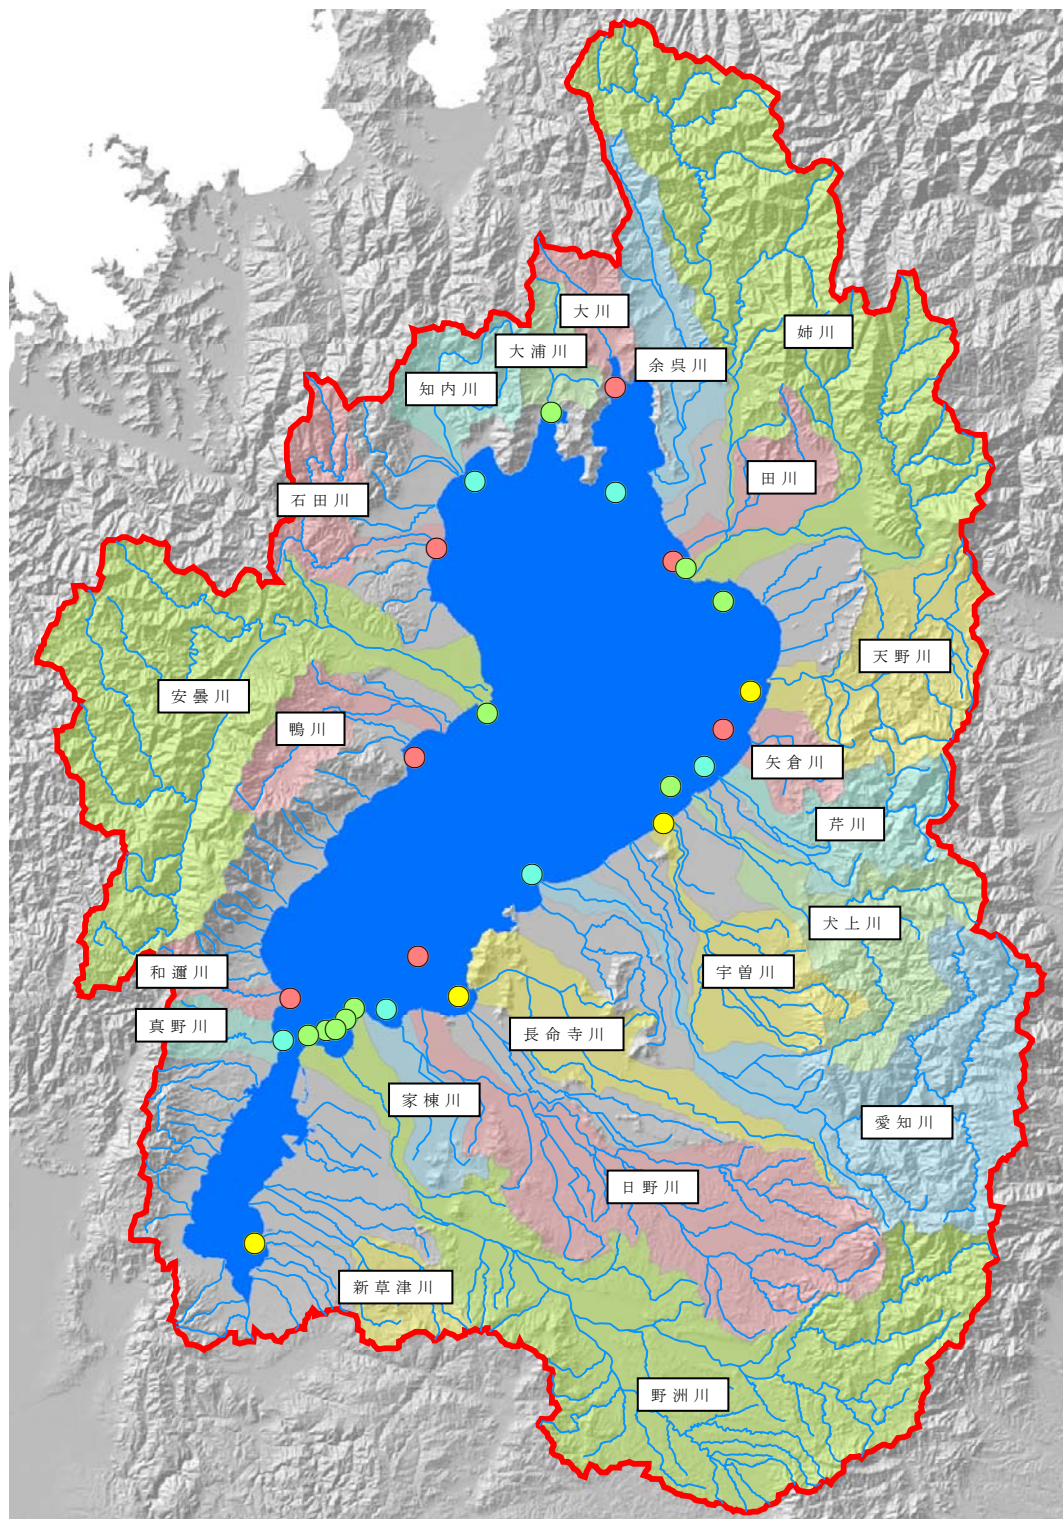 大川
姉川
大浦川
余呉川
知内川
田川
石田川
天野川
安曇川
鴨川
矢倉川
芹川
犬上川
和邇川
宇曽川
真野川
長命寺川
家棟川
愛知川
日野川
新草津川
野洲川